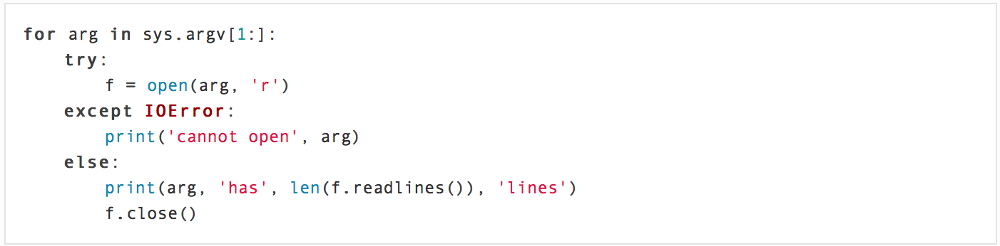 for arg in sys.argv[1:]:
    try:
        f = open(arg, 'r')
    except IOError:
        print('cannot open', arg)
    else:
        print(arg, 'has', len(f.readlines()), 'lines')
        f.close()